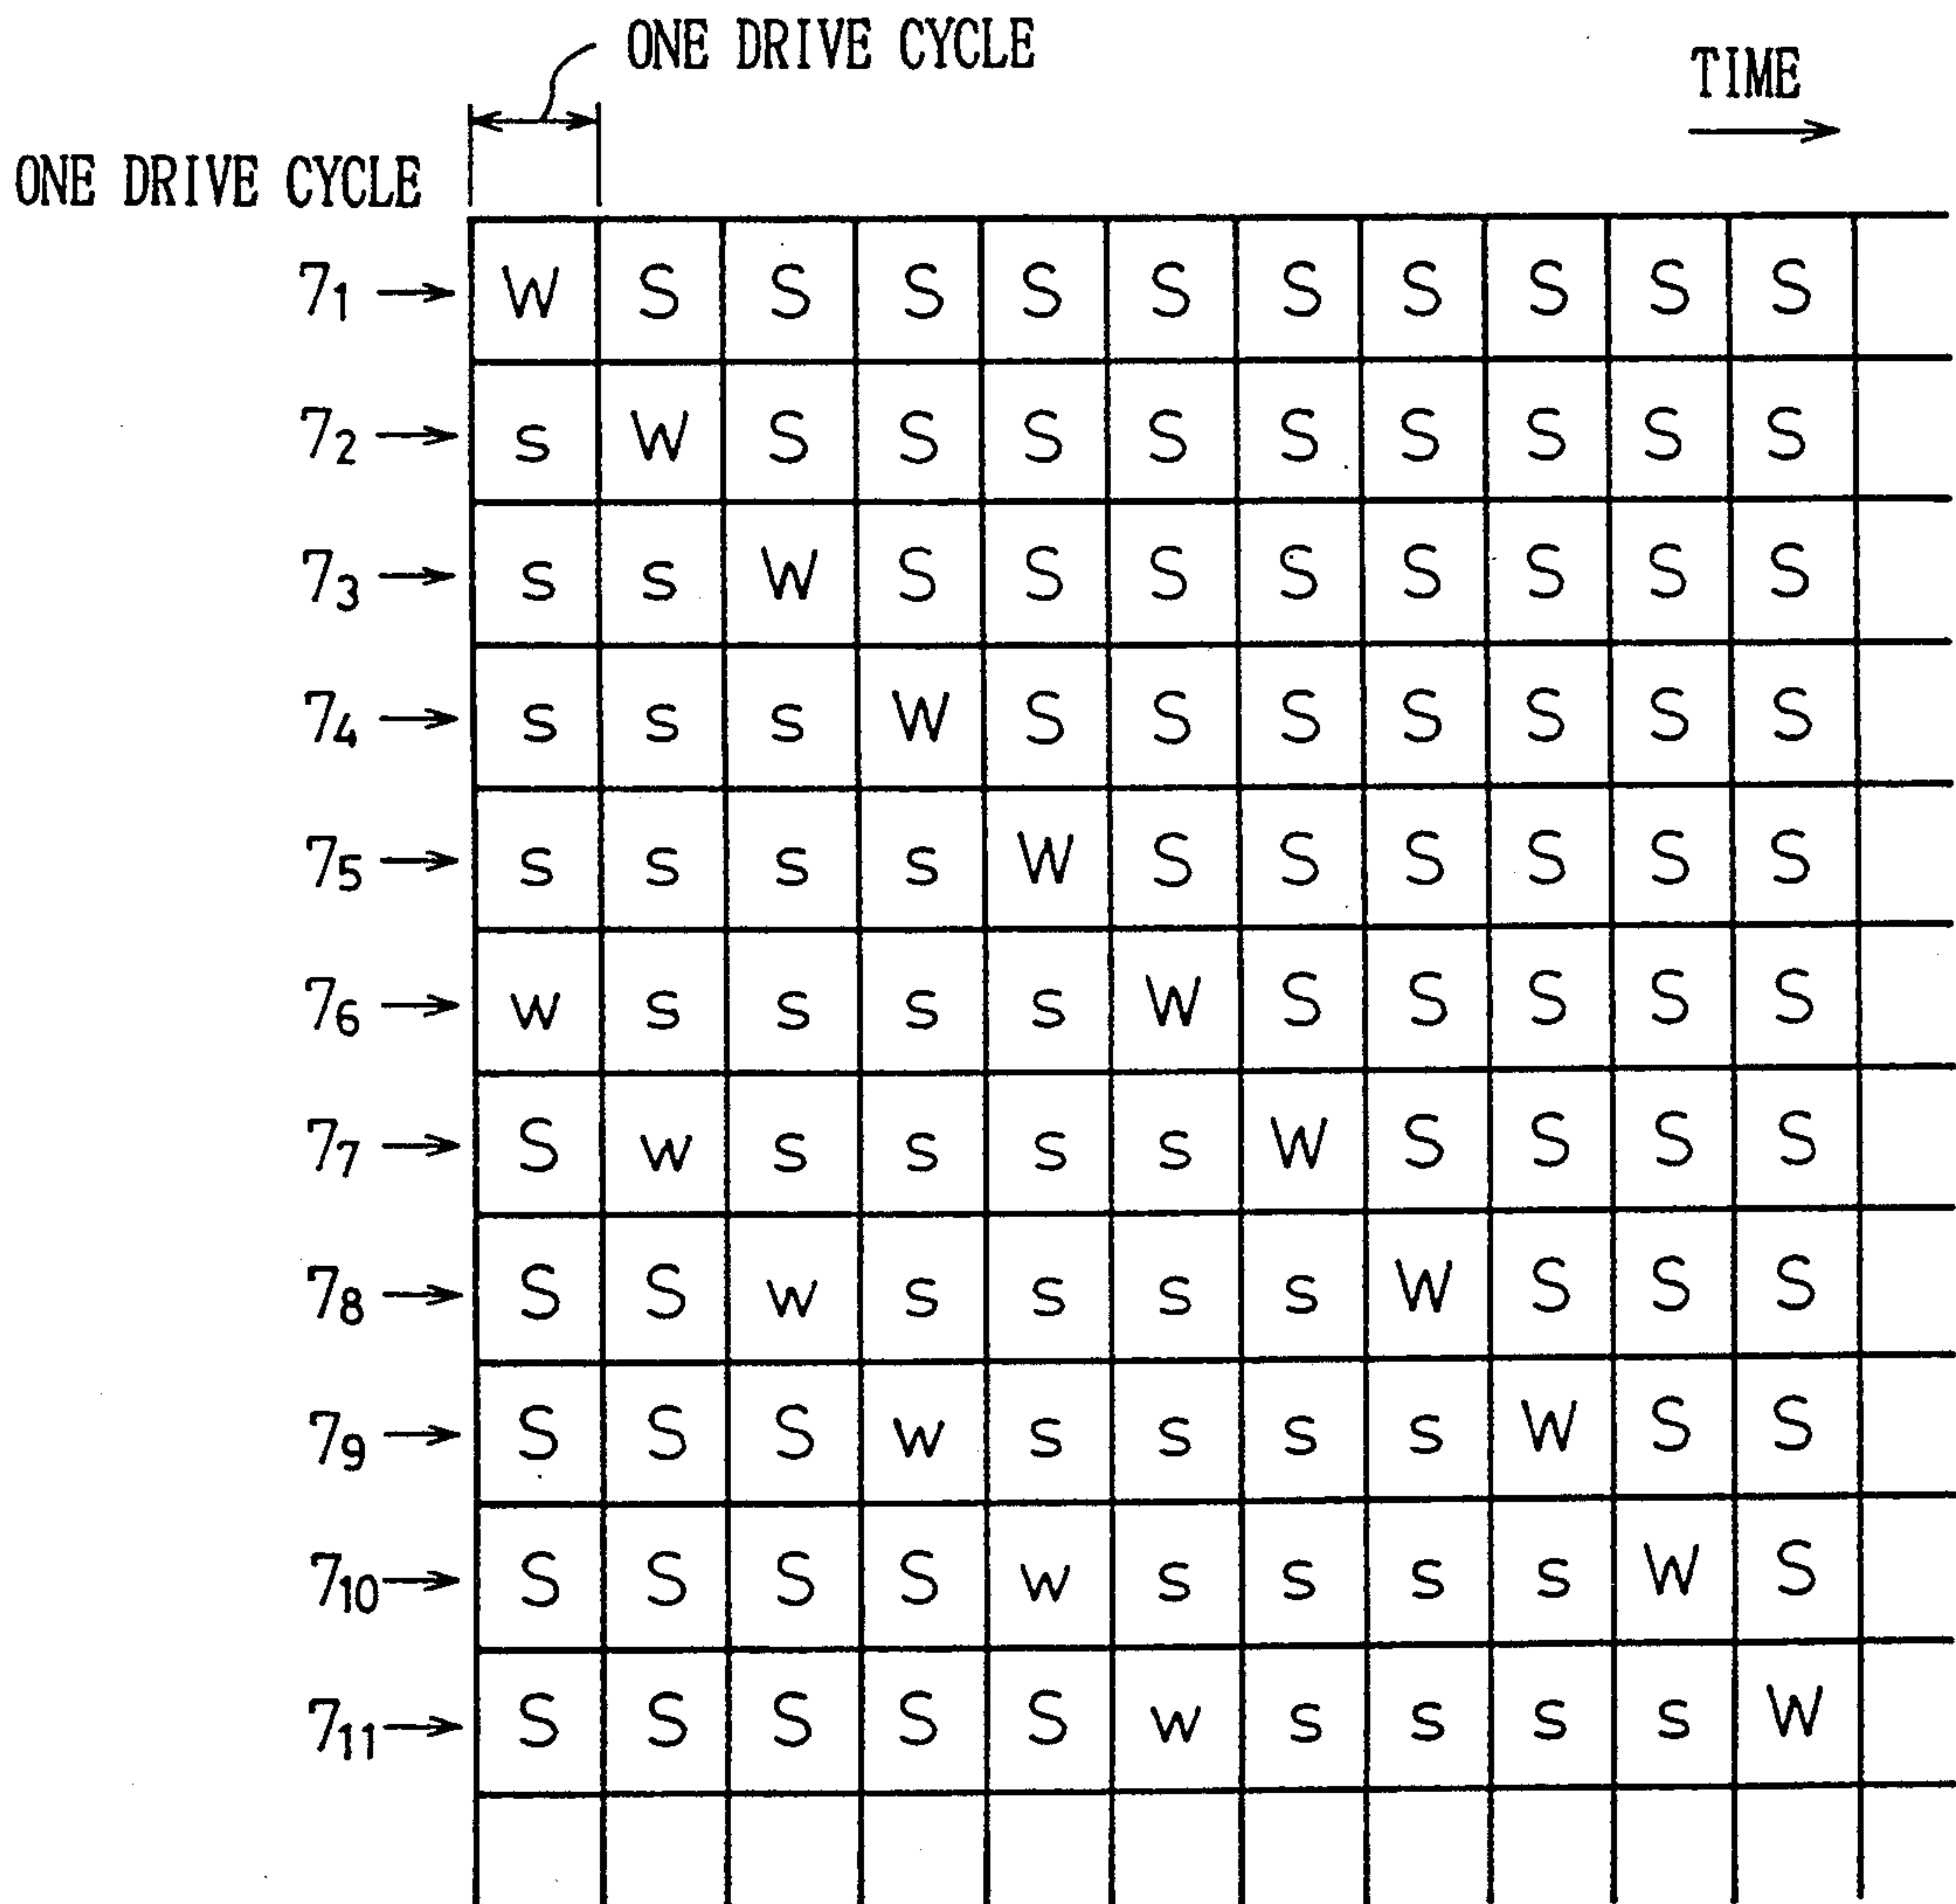 ONE DRIVE CYCLE
TIME
ONE DRIVE CYCLE
7₁ W S S S S S S S S S S
7₂ s W S S S S S S S S S
7₃ s s W S S S S S S S S
7₄ s s s W S S S S S S S
7₅ s s s s W S S S S S S
7₆ w s s s s W S S S S S
7₇ S w s s s s W S S S S
7₈ S S w s s s s W S S S
7₉ S S S w s s s s W S S
7₁₀ S S S S w s s s s W S
7₁₁ S S S S S w s s s s W